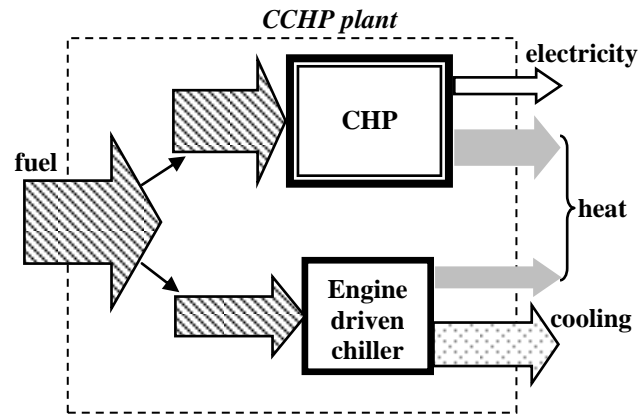 CCHP plant
electricity
CHP
fuel
heat
Engine
driven
chiller
cooling